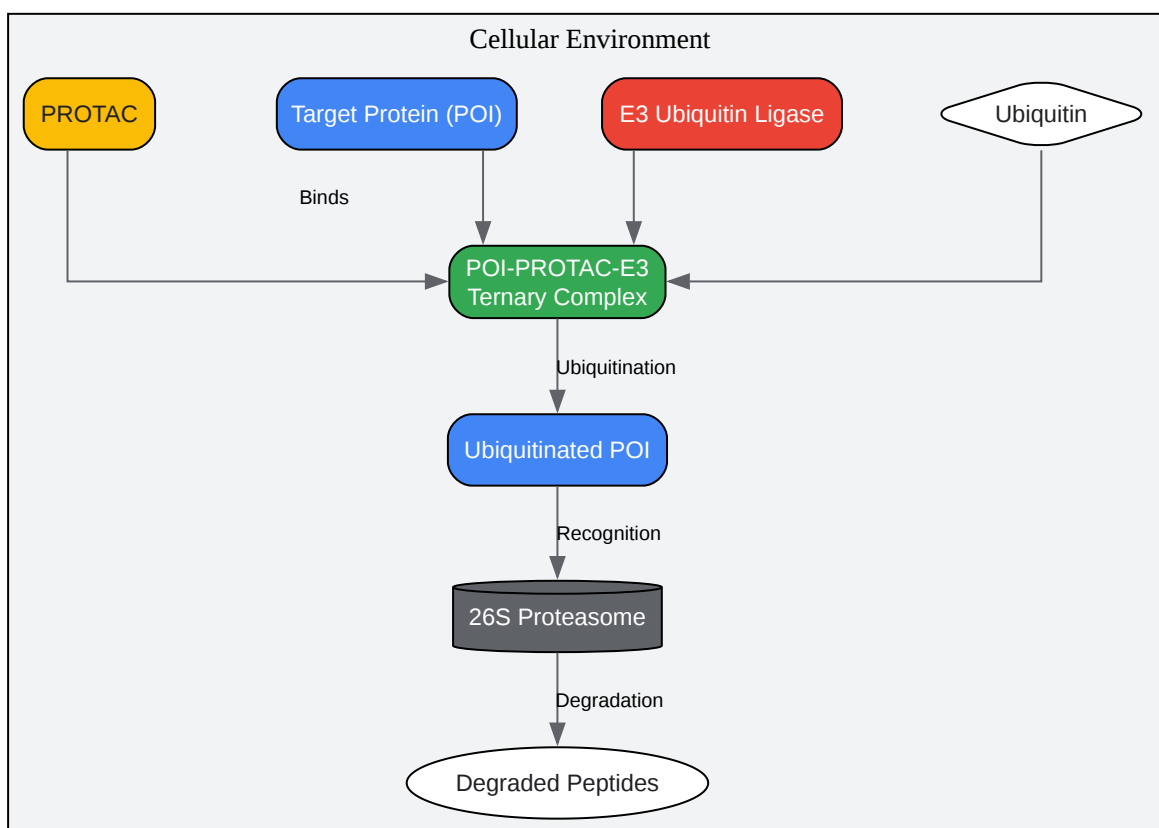 Cellular Environment
PROTAC
Target Protein (POI)
E3 Ubiquitin Ligase
Ubiquitin
Binds
POI-PROTAC-E3
Ternary Complex
Ubiquitination
Ubiquitinated POI
Recognition
26S Proteasome
Degradation
Degraded Peptides